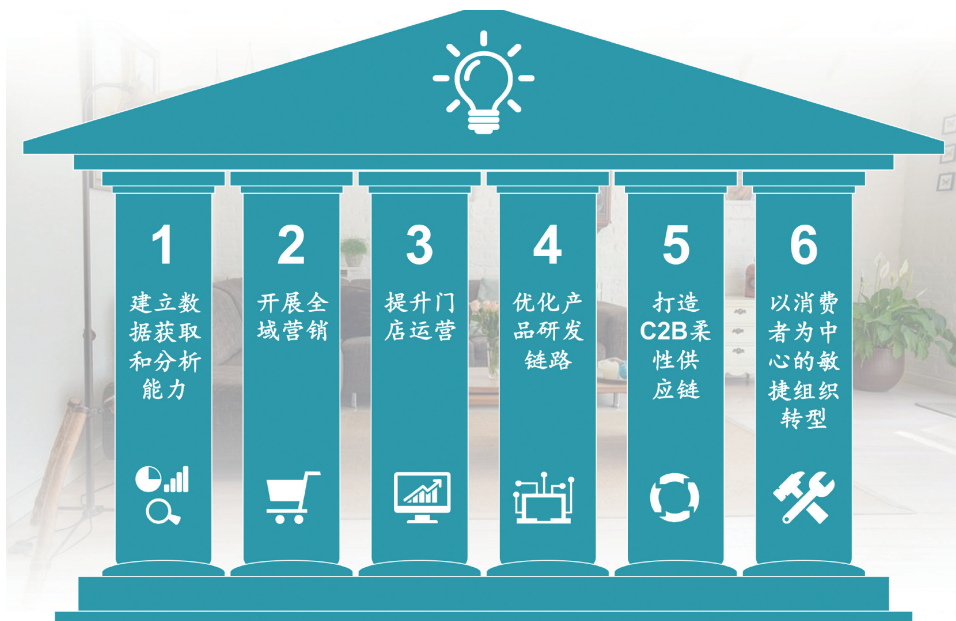 1
建立数
据获取
和分析
能力
2
开展全
域营销
3
提升门
店运营
4
优化产
品研发
链路
5
打造
C2B柔
性供
应链
6
以消费
者为中
心的敏
捷组织
转型